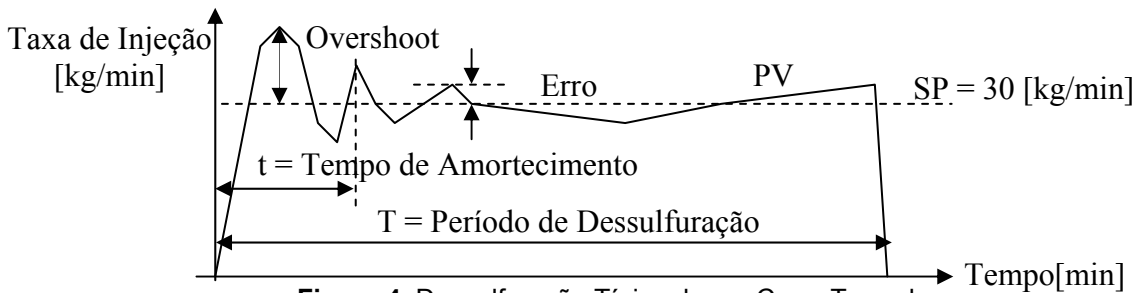 Taxa de Injeção
[kg/min]
Overshoot
Erro
PV
SP = 30 [kg/min]
t = Tempo de Amortecimento
T = Período de Dessulfuração
Tempo[min]